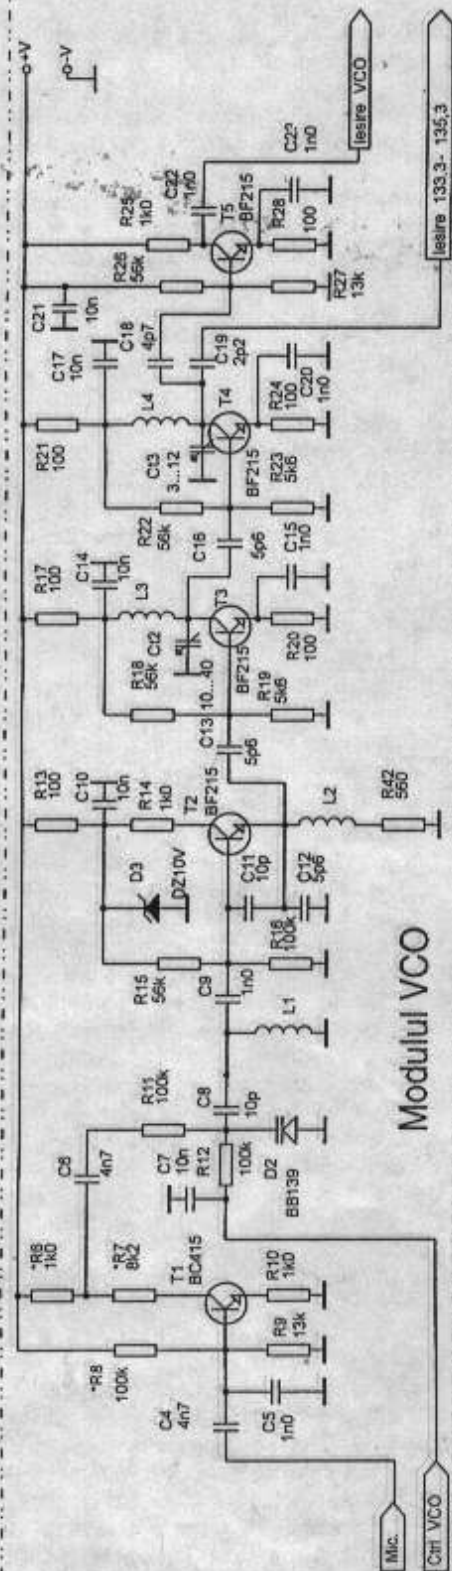 Mic.
Ctrl VCO
C4
4n7
C5
1n0
*R8
100k
*R6
1k0
*R7
8k2
T1
BC415
R9
13k
R10
1k0
C6
4n7
C7
10n
R12
100k
R11
100k
C8
10p
D2
BB139
L1
C9
1n0
R15
56k
R16
100k
D3
DZ10V
R13
100
C10
10n
R14
1k0
T2
BF215
C11
10p
C12
5p6
L2
R42
560
C13
5p6
R18
56k
R17
100
C14
10n
L3
Ct2
10...40
T3
BF215
R19
5k6
R20
100
C15
1n0
C16
5p6
R22
56k
R21
100
C17
10n
L4
Ct3
3...12
T4
BF215
R23
5k6
R24
100
C20
1n0
C18
4p7
C19
2p2
C21
10n
R26
56k
R25
1k0
C22
1n0
T5
BF215
R27
13k
R28
100
C2?
1n0
+V
-V
Iesire VCO
Iesire 133,3- 135,3
Modulul VCO